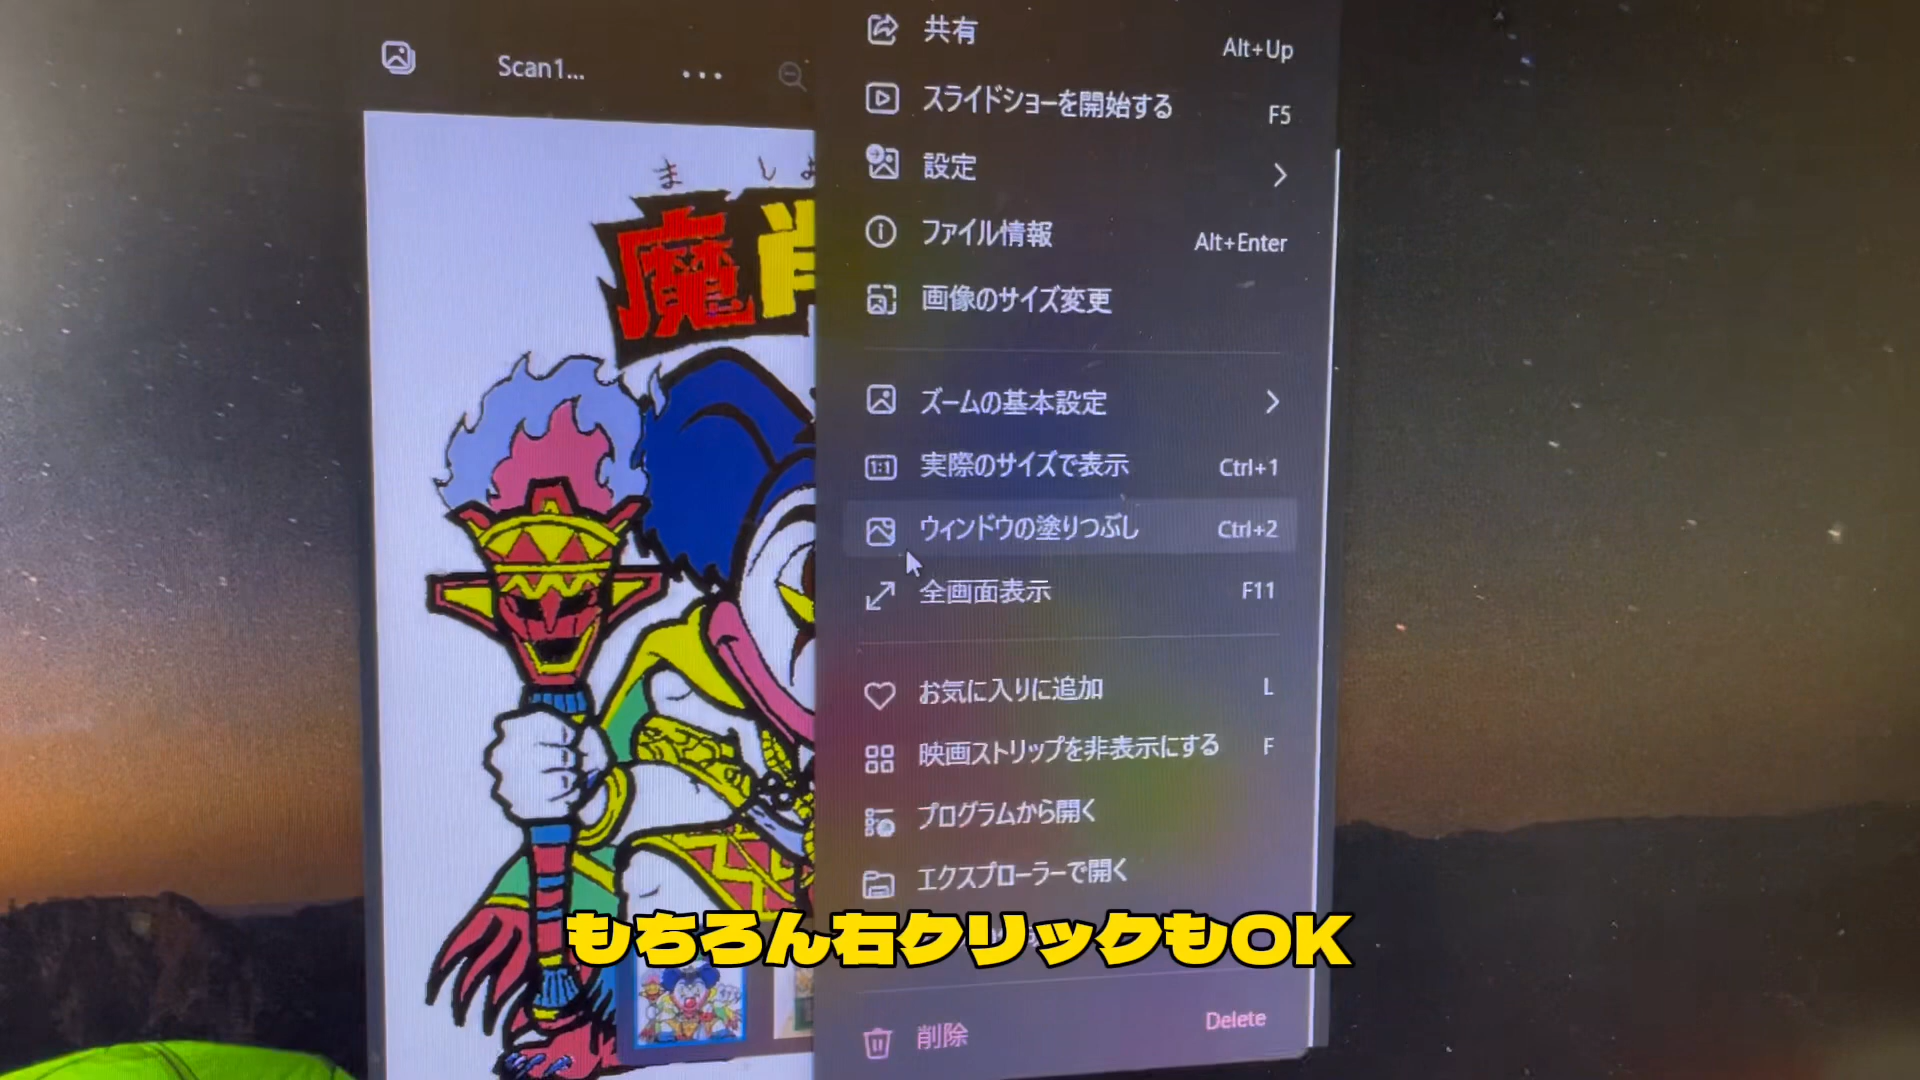 Scan1...
ま しょ
魔
共有 Alt+Up
スライドショーを開始する F5
設定
ファイル情報 Alt+Enter
画像のサイズ変更
ズームの基本設定
1:1 実際のサイズで表示 Ctrl+1
ウィンドウの塗りつぶし Ctrl+2
全画面表示 F11
お気に入りに追加 L
映画ストリップを非表示にする F
プログラムから開く
エクスプローラーで開く
もちろん右クリックもOK
削除 Delete